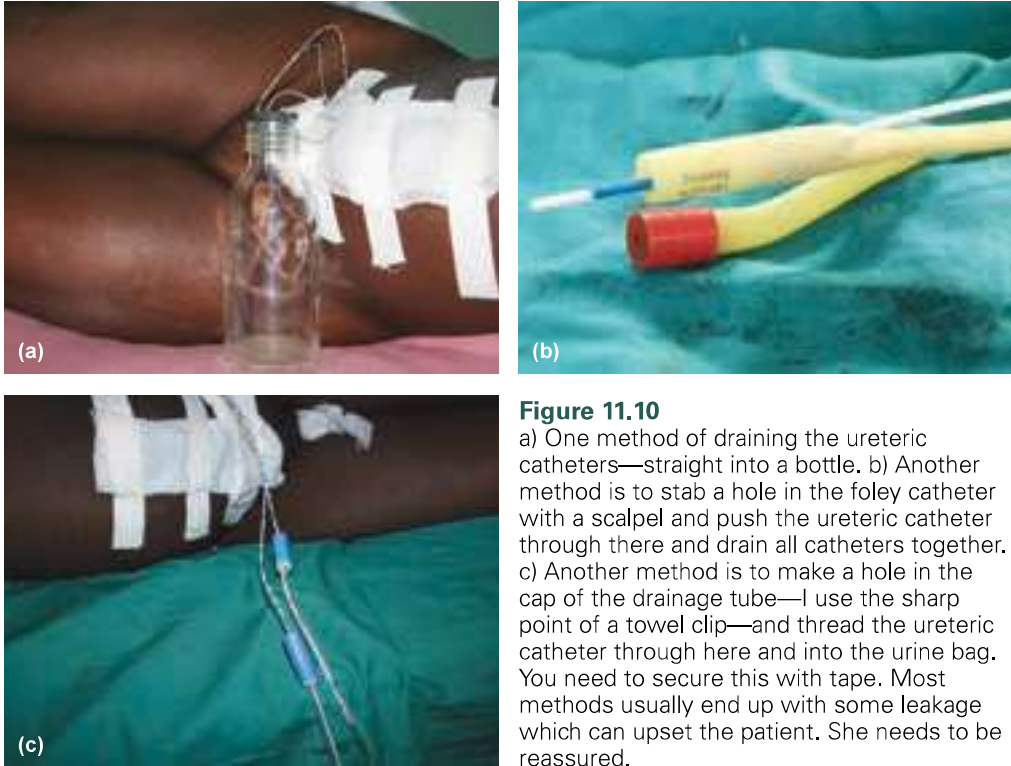 (a)
(b)
(c)
Figure 11.10
a) One method of draining the ureteric
catheters—straight into a bottle. b) Another
method is to stab a hole in the foley catheter
with a scalpel and push the ureteric catheter
through there and drain all catheters together.
c) Another method is to make a hole in the
cap of the drainage tube—I use the sharp
point of a towel clip—and thread the ureteric
catheter through here and into the urine bag.
You need to secure this with tape. Most
methods usually end up with some leakage
which can upset the patient. She needs to be
reassured.